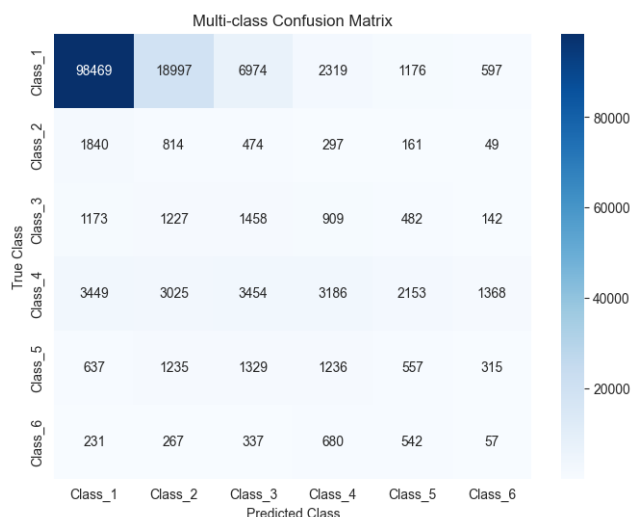 Multi-class Confusion Matrix
Class_1 98469 18997 6974 2319 1176 597
Class_2 1840 814 474 297 161 49
Class_3 1173 1227 1458 909 482 142
Class_4 3449 3025 3454 3186 2153 1368
Class_5 637 1235 1329 1236 557 315
Class_6 231 267 337 680 542 57
Class_1 Class_2 Class_3 Class_4 Class_5 Class_6
Predicted Class
True Class
80000
60000
40000
20000